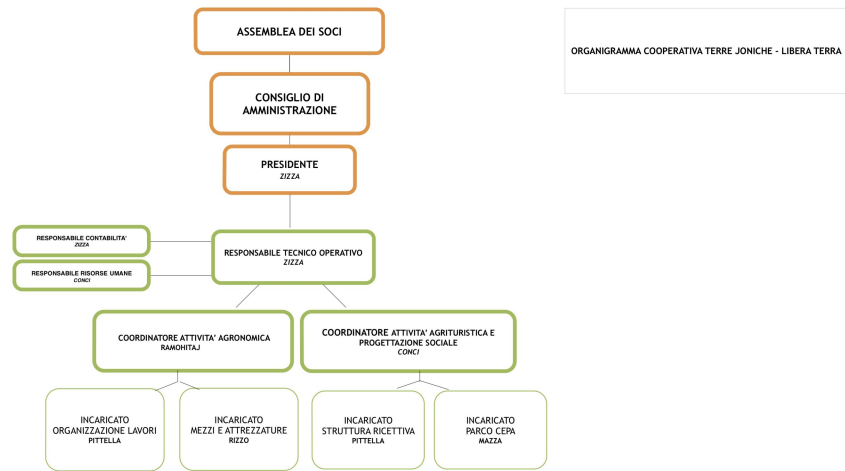 ASSEMBLEA DEI SOCI
ORGANIGRAMMA COOPERATIVA TERRE JONICHE - LIBERA TERRA
CONSIGLIO DI
AMMINISTRAZIONE
PRESIDENTE
ZIZZA
RESPONSABILE CONTABILITA'
ZIZZA
RESPONSABILE TECNICO OPERATIVO
ZIZZA
RESPONSABILE RISORSE UMANE
CONCI
COORDINATORE ATTIVITA' AGRONOMICA
RAMOHITAJ
COORDINATORE ATTIVITA' AGRITURISTICA E
PROGETTAZIONE SOCIALE
CONCI
INCARICATO
ORGANIZZAZIONE LAVORI
PITTELLA
INCARICATO
MEZZI E ATTREZZATURE
RIZZO
INCARICATO
STRUTTURA RICETTIVA
PITTELLA
INCARICATO
PARCO CEPA
MAZZA